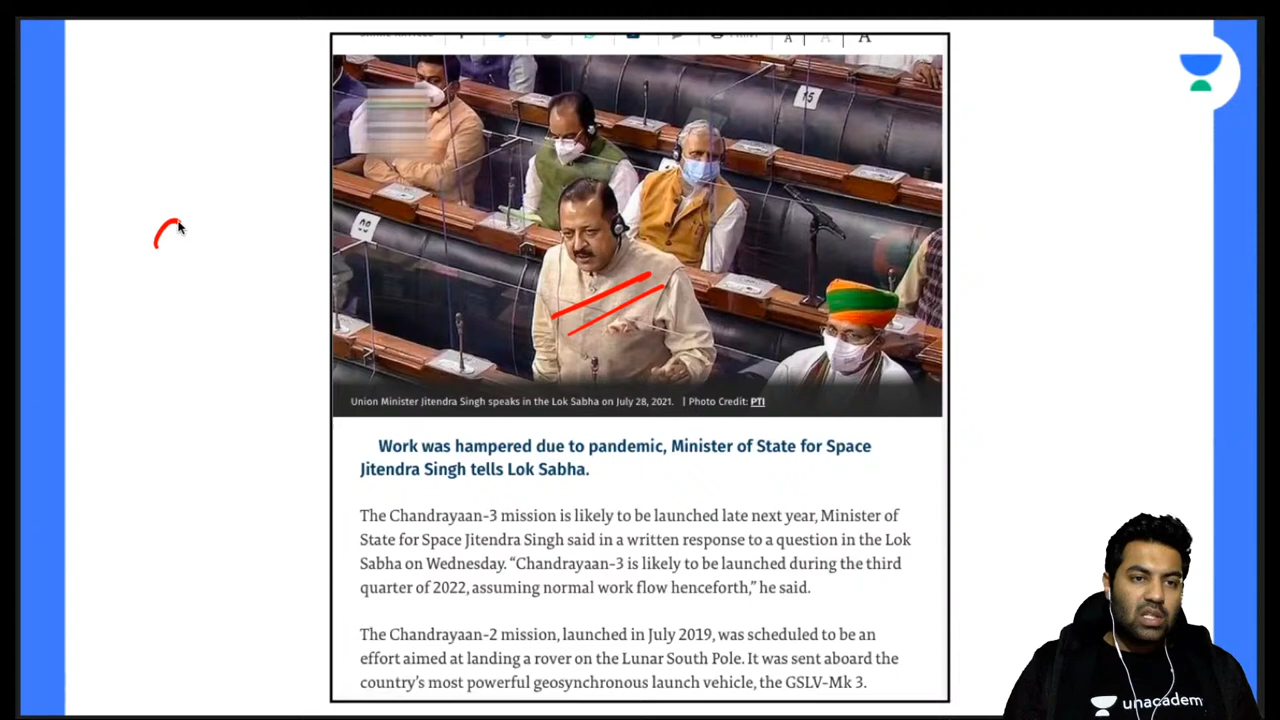 A
A
A
15
Union Minister Jitendra Singh speaks in the Lok Sabha on July 28, 2021. | Photo Credit: PTI
Work was hampered due to pandemic, Minister of State for Space
Jitendra Singh tells Lok Sabha.
The Chandrayaan-3 mission is likely to be launched late next year, Minister of
State for Space Jitendra Singh said in a written response to a question in the Lok
Sabha on Wednesday. “Chandrayaan-3 is likely to be launched during the third
quarter of 2022, assuming normal work flow henceforth,” he said.
The Chandrayaan-2 mission, launched in July 2019, was scheduled to be an
effort aimed at landing a rover on the Lunar South Pole. It was sent aboard the
country’s most powerful geosynchronous launch vehicle, the GSLV-Mk 3.
unacadem